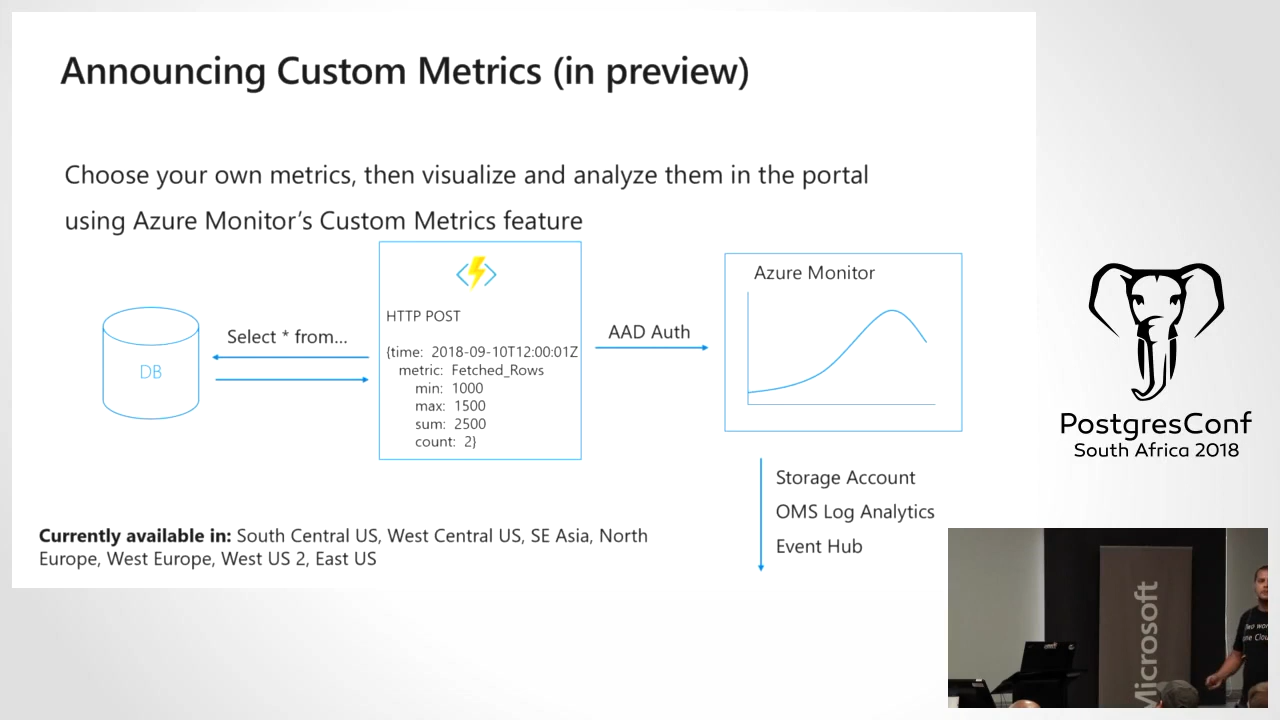 Announcing Custom Metrics (in preview)
Choose your own metrics, then visualize and analyze them in the portal
using Azure Monitor's Custom Metrics feature
DB
Select * from...
HTTP POST
{time: 2018-09-10T12:00:01Z
metric: Fetched_Rows
min: 1000
max: 1500
sum: 2500
count: 2}
AAD Auth
Azure Monitor
Storage Account
OMS Log Analytics
Event Hub
Currently available in: South Central US, West Central US, SE Asia, North
Europe, West Europe, West US 2, East US
PostgresConf
South Africa 2018
Microsoft
Two